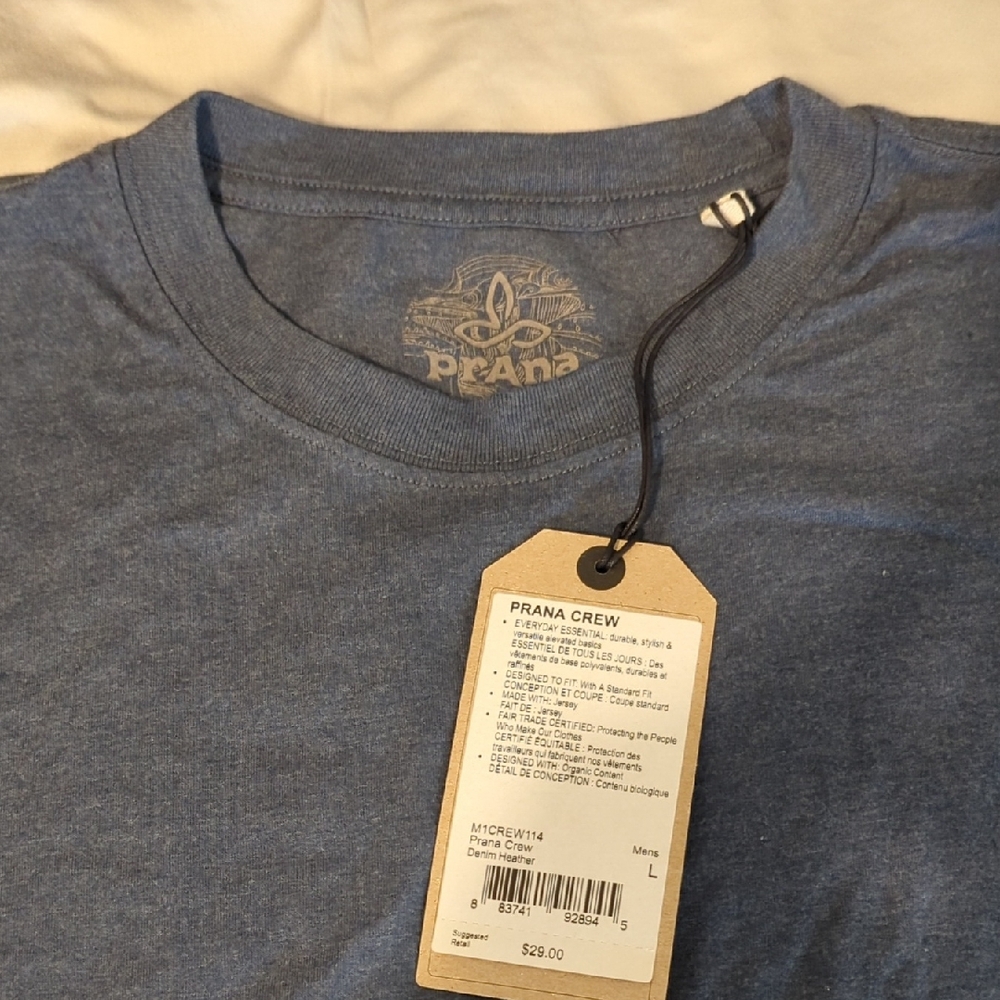 prAna
PRANA CREW
• EVERYDAY ESSENTIAL: durable, stylish &
versatile elevated basics
ESSENTIEL DE TOUS LES JOURS : Des
vêtements de base polyvalents, durables et
raffinés
• DESIGNED TO FIT: With A Standard Fit
CONCEPTION ET COUPE : Coupe standard
• MADE WITH: Jersey
FAIT DE : Jersey
• FAIR TRADE CERTIFIED: Protecting the People
Who Make Our Clothes
CERTIFIÉ ÉQUITABLE : Protection des
travailleurs qui fabriquent nos vêtements
• DESIGNED WITH: Organic Content
DÉTAIL DE CONCEPTION : Contenu biologique
M1CREW114
Prana Crew Mens
Denim Heather L
8 83741 92894 5
Suggested
Retail $29.00